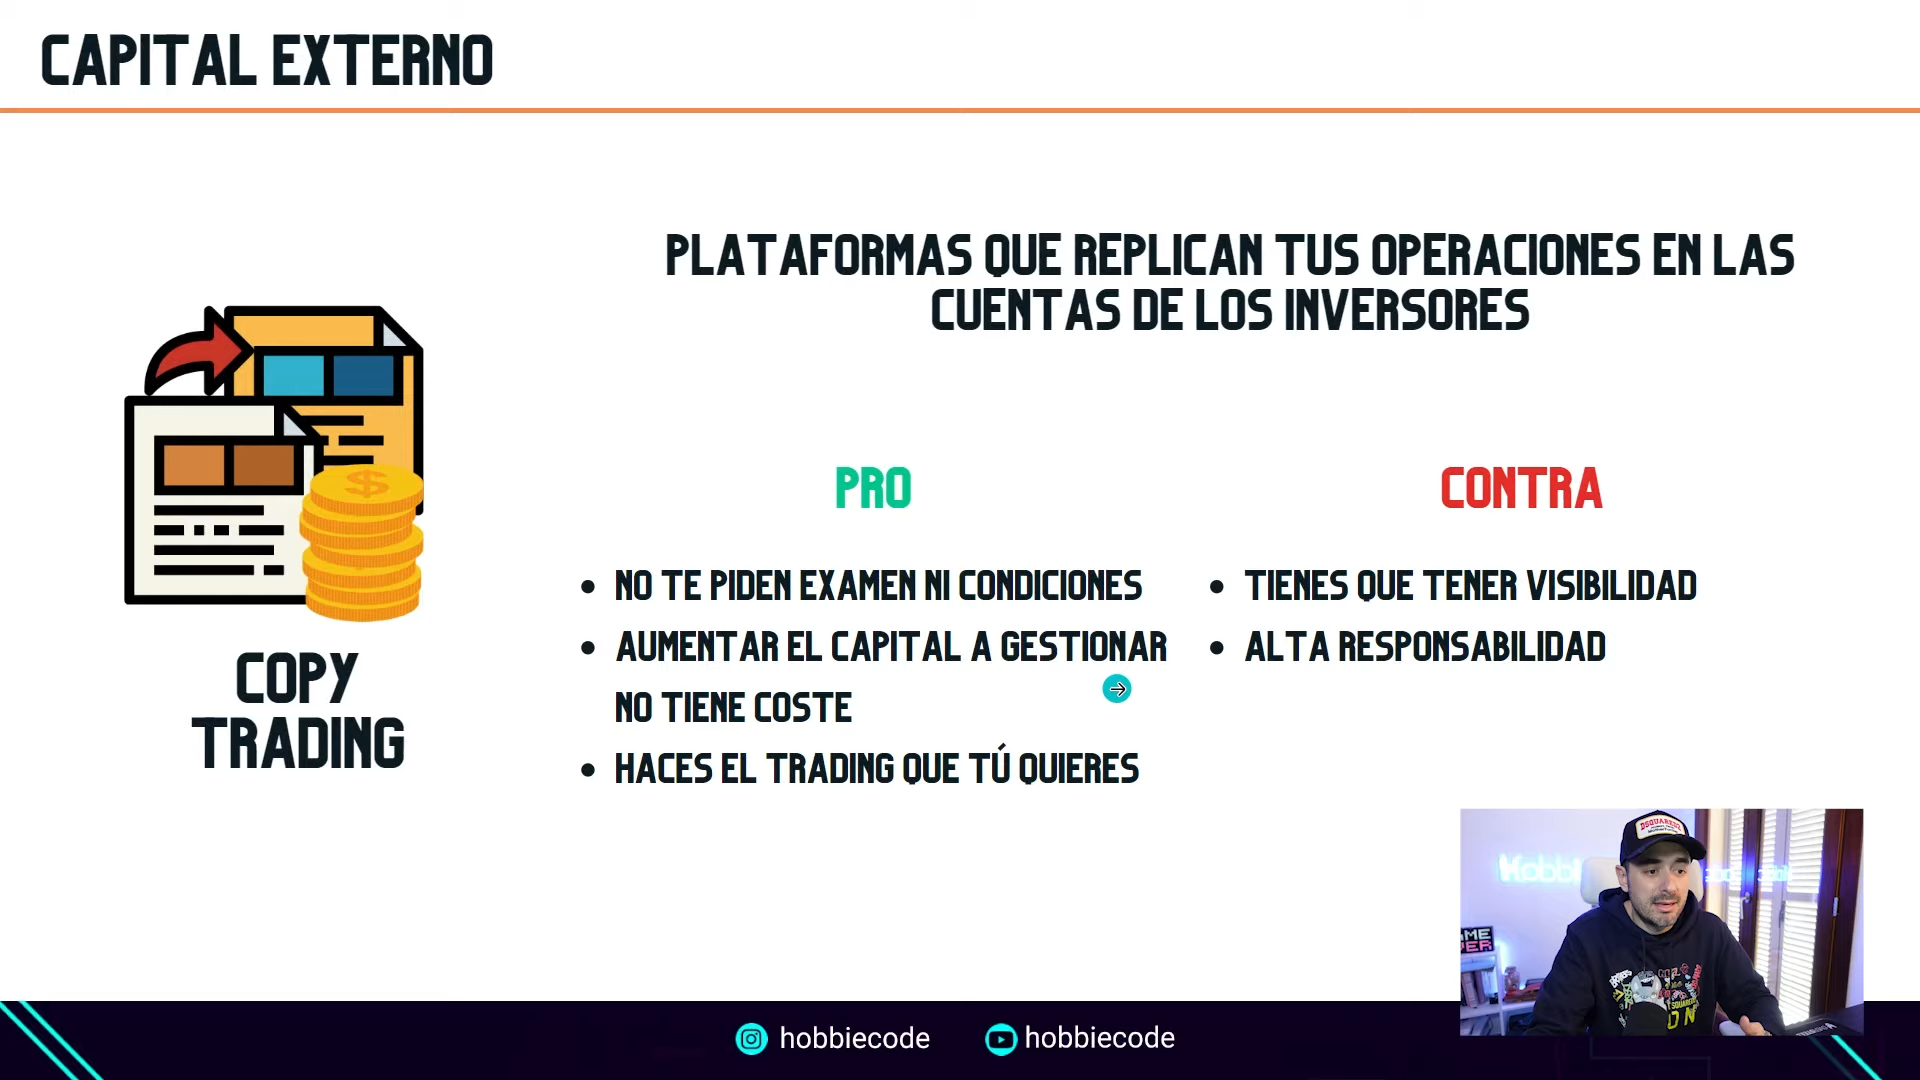 CAPITAL EXTERNO
PLATAFORMAS QUE REPLICAN TUS OPERACIONES EN LAS
CUENTAS DE LOS INVERSORES
$
COPY
TRADING
PRO
• NO TE PIDEN EXAMEN NI CONDICIONES
• AUMENTAR EL CAPITAL A GESTIONAR
NO TIENE COSTE
• HACES EL TRADING QUE TÚ QUIERES
CONTRA
• TIENES QUE TENER VISIBILIDAD
• ALTA RESPONSABILIDAD
DSQUARED2
hobbiecode
hobbiecode